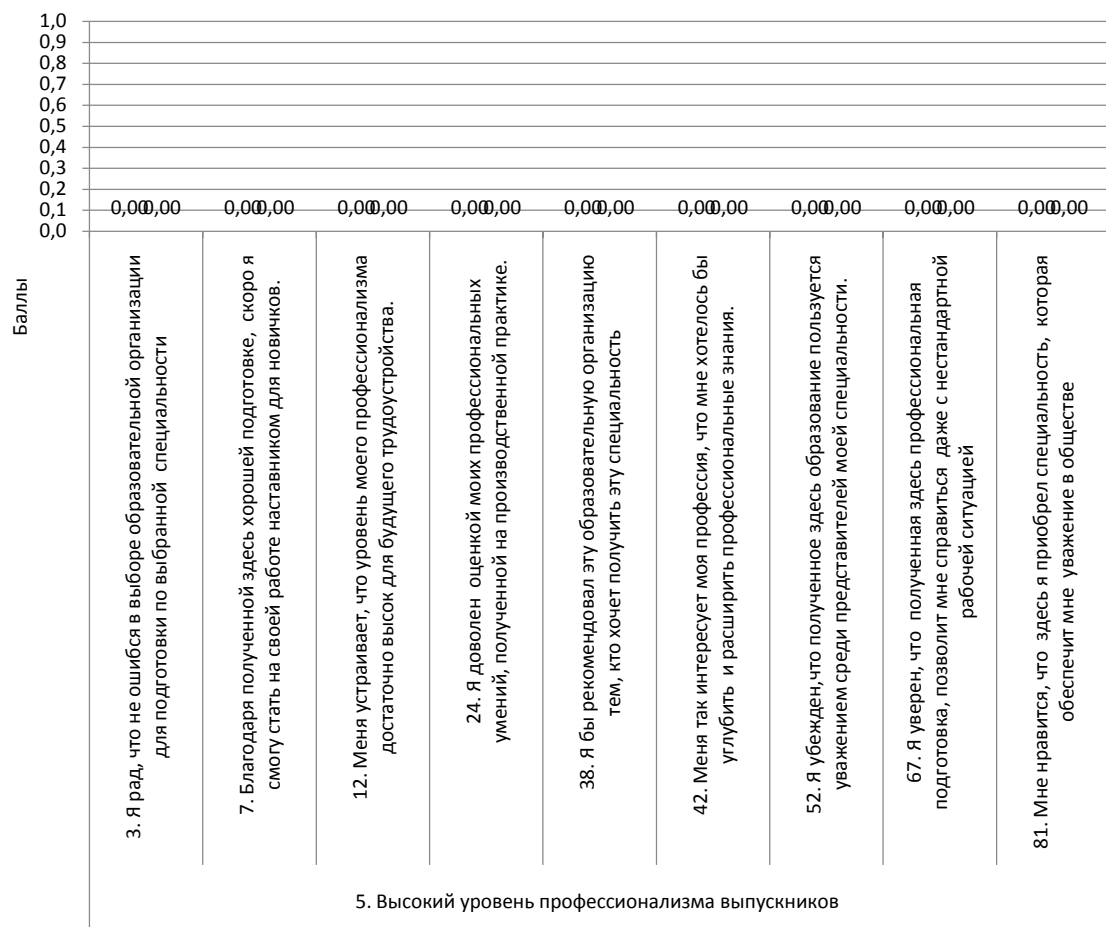 1,0
0,9
0,8
0,7
0,6
0,5
0,4
0,3
0,2
0,1
0,0
Баллы
0,00 0,00 0,00 0,00 0,00 0,00 0,00 0,00 0,00 0,00 0,00 0,00 0,00 0,00 0,00 0,00 0,00 0,00
3. Я рад, что не ошибся в выборе образовательной организации
для подготовки по выбранной специальности
7. Благодаря полученной здесь хорошей подготовке, скоро я
смогу стать на своей работе наставником для новичков.
12. Меня устраивает, что уровень моего профессионализма
достаточно высок для будущего трудоустройства.
24. Я доволен оценкой моих профессиональных
умений, полученной на производственной практике.
38. Я бы рекомендовал эту образовательную организацию
тем, кто хочет получить эту специальность
42. Меня так интересует моя профессия, что мне хотелось бы
углубить и расширить профессиональные знания.
52. Я убежден,что полученное здесь образование пользуется
уважением среди представителей моей специальности.
67. Я уверен, что полученная здесь профессиональная
подготовка, позволит мне справиться даже с нестандартной
рабочей ситуацией
81. Мне нравится, что здесь я приобрел специальность, которая
обеспечит мне уважение в обществе
5. Высокий уровень профессионализма выпускников